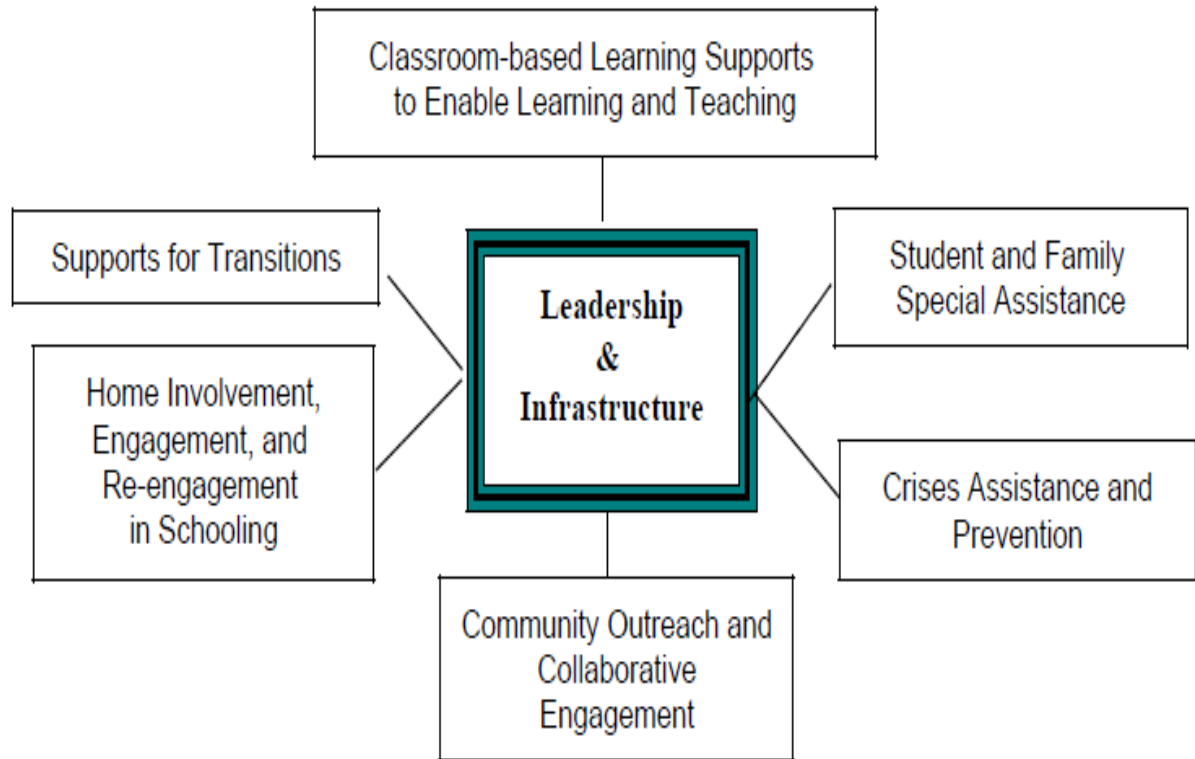 Classroom-based Learning Supports
to Enable Learning and Teaching
Supports for Transitions
Student and Family
Special Assistance
Leadership
&
Infrastructure
Home Involvement,
Engagement, and
Re-engagement
in Schooling
Crises Assistance and
Prevention
Community Outreach and
Collaborative
Engagement